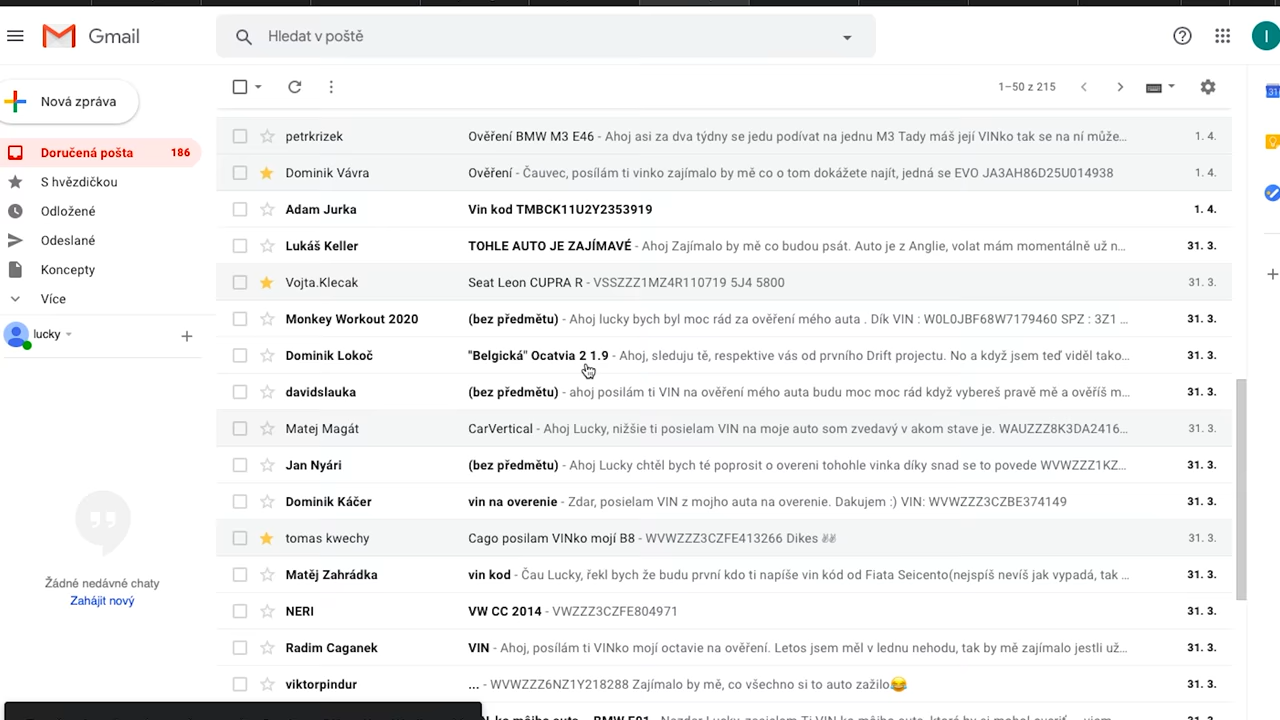 Gmail
Hledat v poště
Nová zpráva
1–50 z 215
31
Doručená pošta 186
S hvězdičkou
Odložené
Odeslané
Koncepty
Více
lucky
Žádné nedávné chaty
Zahájit nový
petrkrizek Ověření BMW M3 E46 - Ahoj asi za dva týdny se jedu podívat na jednu M3 Tady máš její VINko tak se na ní může… 1. 4.
Dominik Vávra Ověření - Čauvec, posílám ti vinko zajímalo by mě co o tom dokážete najít, jedná se EVO JA3AH86D25U014938 1. 4.
Adam Jurka Vin kod TMBCK11U2Y2353919 1. 4.
Lukáš Keller TOHLE AUTO JE ZAJÍMAVÉ - Ahoj Zajímalo by mě co budou psát. Auto je z Anglie, volat mám momentálně už n… 31. 3.
Vojta.Klecak Seat Leon CUPRA R - VSSZZZ1MZ4R110719 5J4 5800 31. 3.
Monkey Workout 2020 (bez předmětu) - Ahoj lucky bych byl moc rád za ověření mého auta . Dík VIN : W0L0JBF68W7179460 SPZ : 3Z1 … 31. 3.
Dominik Lokoč "Belgická" Ocatvia 2 1.9 - Ahoj, sleduju tě, respektive vás od prvního Drift projectu. No a když jsem teď viděl tako… 31. 3.
davidslauka (bez předmětu) - ahoj posílám ti VIN na ověření mého auta budu moc moc rád když vybereš pravě mě a ověříš m… 31. 3.
Matej Magát CarVertical - Ahoj Lucky, nižšie ti posielam VIN na moje auto som zvedavý v akom stave je. WAUZZZ8K3DA2416… 31. 3.
Jan Nyári (bez předmětu) - Ahoj Lucky chtěl bych té poprosit o overeni tohohle vinka díky snad se to povede WVWZZZ1KZ… 31. 3.
Dominik Káčer vin na overenie - Zdar, posielam VIN z mojho auta na overenie. Dakujem :) VIN: WVWZZZ3CZBE374149 31. 3.
tomas kwechy Cago posilam VINko mojí B8 - WVWZZZ3CZFE413266 Dikes ✌✌ 31. 3.
Matěj Zahrádka vin kod - Čau Lucky, řekl bych že budu první kdo ti napíše vin kód od Fiata Seicento(nejspíš nevíš jak vypadá, tak … 31. 3.
NERI VW CC 2014 - VWZZZ3CZFE804971 31. 3.
Radim Caganek VIN - Ahoj, posílám ti VINko mojí octavie na ověření. Letos jsem měl v lednu nehodu, tak by mě zajímalo jestli už… 31. 3.
viktorpindur ... - WVWZZZ6NZ1Y218288 Zajímalo by mě, co všechno si to auto zažilo😂 31. 3.